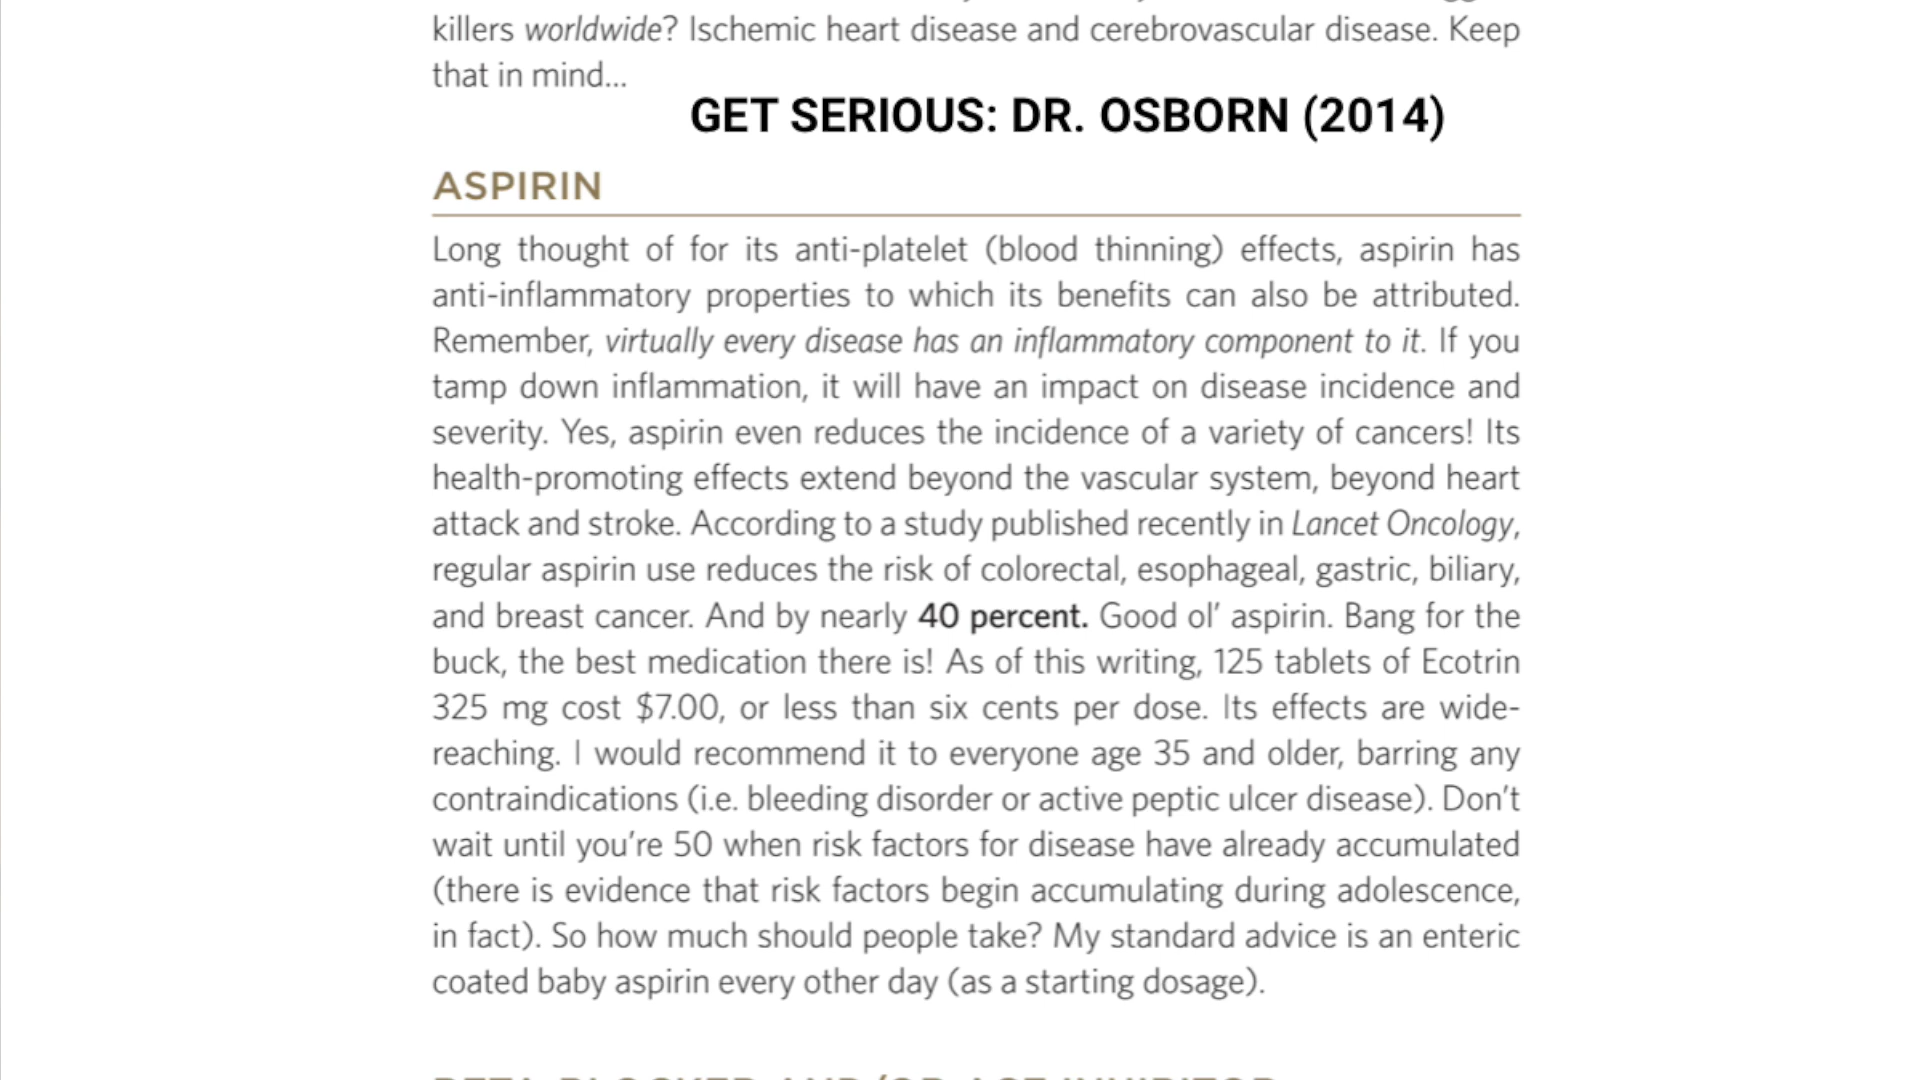 killers worldwide? Ischemic heart disease and cerebrovascular disease. Keep
that in mind...
GET SERIOUS: DR. OSBORN (2014)
ASPIRIN
Long thought of for its anti-platelet (blood thinning) effects, aspirin has
anti-inflammatory properties to which its benefits can also be attributed.
Remember, virtually every disease has an inflammatory component to it. If you
tamp down inflammation, it will have an impact on disease incidence and
severity. Yes, aspirin even reduces the incidence of a variety of cancers! Its
health-promoting effects extend beyond the vascular system, beyond heart
attack and stroke. According to a study published recently in Lancet Oncology,
regular aspirin use reduces the risk of colorectal, esophageal, gastric, biliary,
and breast cancer. And by nearly 40 percent. Good ol' aspirin. Bang for the
buck, the best medication there is! As of this writing, 125 tablets of Ecotrin
325 mg cost $7.00, or less than six cents per dose. Its effects are wide-
reaching. I would recommend it to everyone age 35 and older, barring any
contraindications (i.e. bleeding disorder or active peptic ulcer disease). Don't
wait until you're 50 when risk factors for disease have already accumulated
(there is evidence that risk factors begin accumulating during adolescence,
in fact). So how much should people take? My standard advice is an enteric
coated baby aspirin every other day (as a starting dosage).